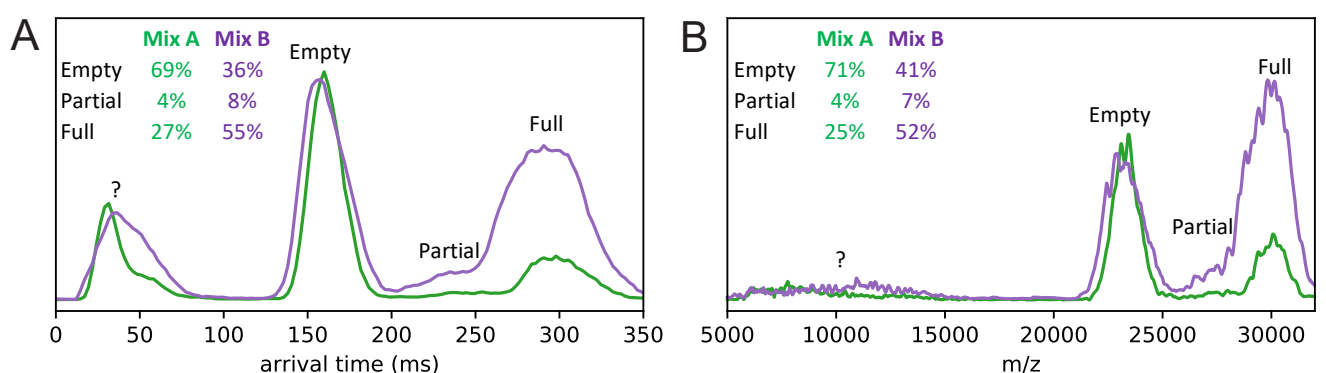 A
Mix A Mix B
Empty 69% 36%
Partial 4% 8%
Full 27% 55%
Empty
Full
Partial
?
0 50 100 150 200 250 300 350
arrival time (ms)
B
Mix A Mix B
Empty 71% 41%
Partial 4% 7%
Full 25% 52%
Full
Empty
Partial
?
5000 10000 15000 20000 25000 30000
m/z